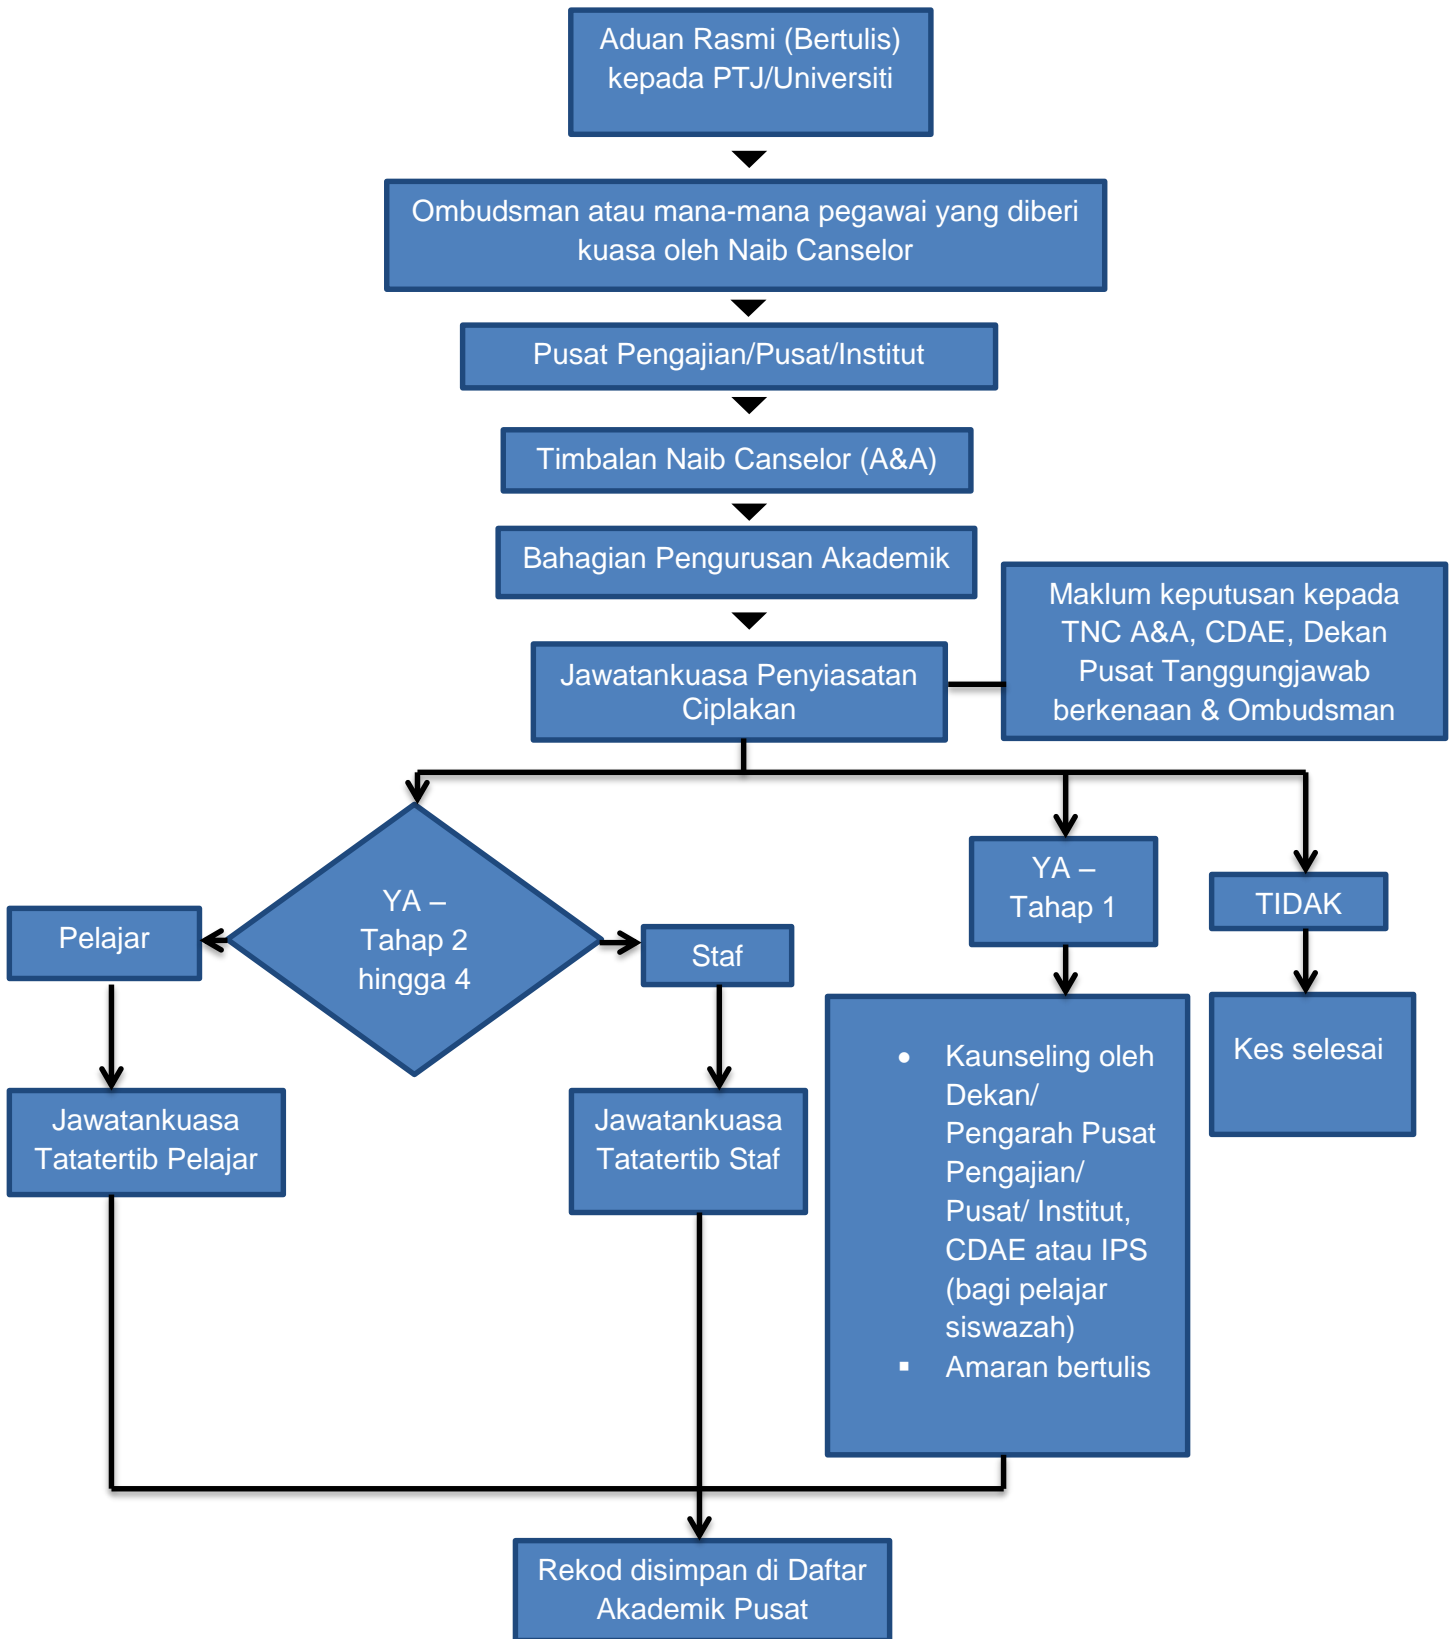 Aduan Rasmi (Bertulis)
kepada PTJ/Universiti
Ombudsman atau mana-mana pegawai yang diberi
kuasa oleh Naib Canselor
Pusat Pengajian/Pusat/Institut
Timbalan Naib Canselor (A&A)
Bahagian Pengurusan Akademik
Maklum keputusan kepada
TNC A&A, CDAE, Dekan
Pusat Tanggungjawab
berkenaan & Ombudsman
Jawatankuasa Penyiasatan
Ciplakan
YA –
Tahap 2
hingga 4
Pelajar
Staf
YA –
Tahap 1
TIDAK
Jawatankuasa
Tatatertib Pelajar
Jawatankuasa
Tatatertib Staf
• Kaunseling oleh
Dekan/
Pengarah Pusat
Pengajian/
Pusat/ Institut,
CDAE atau IPS
(bagi pelajar
siswazah)
▪ Amaran bertulis
Kes selesai
Rekod disimpan di Daftar
Akademik Pusat